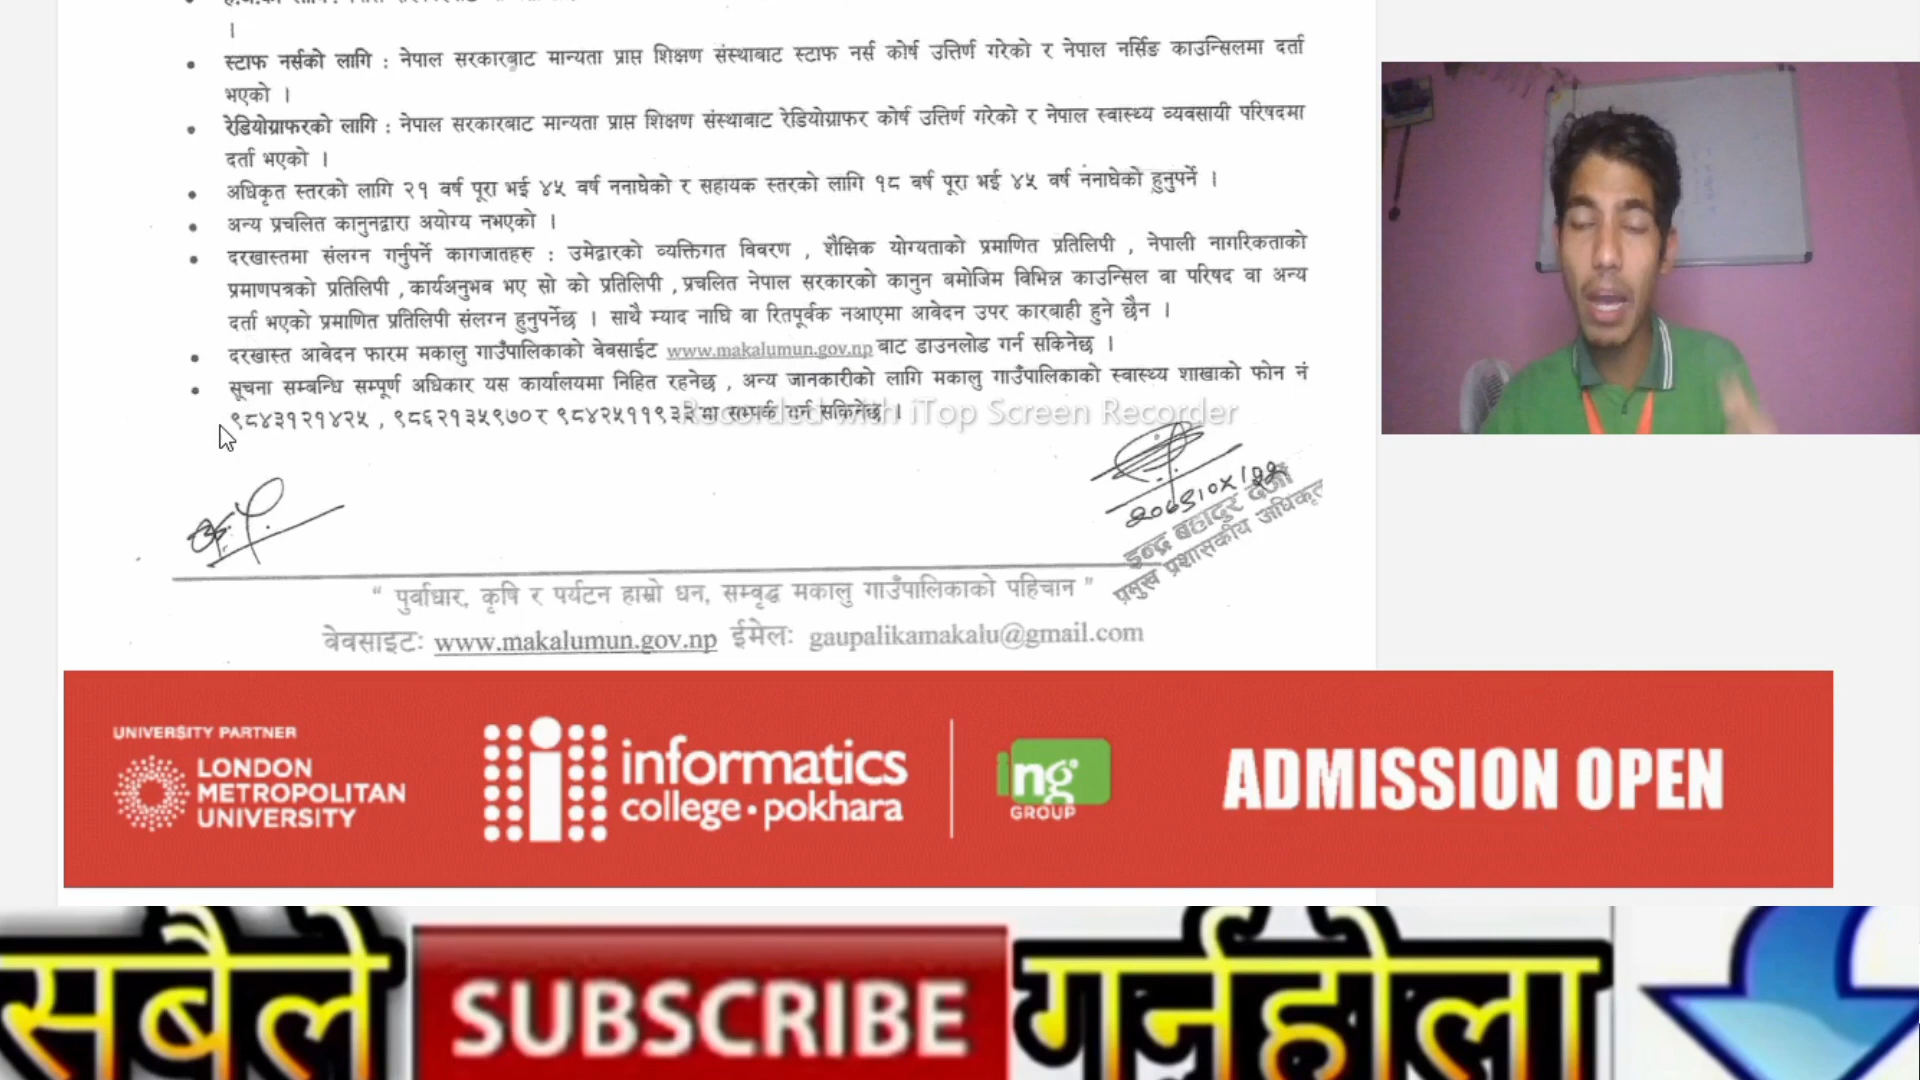 ।
स्टाफ नर्सको लागि : नेपाल सरकारबाट मान्यता प्राप्त शिक्षण संस्थाबाट स्टाफ नर्स कोर्ष उत्तिर्ण गरेको र नेपाल नर्सिङ काउन्सिलमा दर्ता
भएको ।
रेडियोग्राफरको लागि : नेपाल सरकारबाट मान्यता प्राप्त शिक्षण संस्थाबाट रेडियोग्राफर कोर्ष उत्तिर्ण गरेको र नेपाल स्वास्थ्य व्यवसायी परिषदमा
दर्ता भएको ।
अधिकृत स्तरको लागि २१ वर्ष पूरा भई ४५ वर्ष ननाघेको र सहायक स्तरको लागि १८ वर्ष पूरा भई ४५ वर्ष ननाघेको हुनुपर्ने ।
अन्य प्रचलित कानुनद्वारा अयोग्य नभएको ।
दरखास्तमा संलग्न गर्नुपर्ने कागजातहरु : उमेद्वारको व्यक्तिगत विवरण , शैक्षिक योग्यताको प्रमाणित प्रतिलिपी , नेपाली नागरिकताको
प्रमाणपत्रको प्रतिलिपी , कार्यअनुभव भए सो को प्रतिलिपी , प्रचलित नेपाल सरकारको कानुन बमोजिम विभिन्न काउन्सिल वा परिषद वा अन्य
दर्ता भएको प्रमाणित प्रतिलिपी संलग्न हुनुपर्नेछ । साथै म्याद नाघि वा रितपूर्वक नआएमा आवेदन उपर कारबाही हुने छैन ।
दरखास्त आवेदन फारम मकालु गाउँपालिकाको वेवसाईट www.makalumun.gov.np बाट डाउनलोड गर्न सकिनेछ ।
सूचना सम्बन्धि सम्पूर्ण अधिकार यस कार्यालयमा निहित रहनेछ , अन्य जानकारीको लागि मकालु गाउँपालिकाको स्वास्थ्य शाखाको फोन नं
९८४३१२१४२५ , ९८६२१३५९७० र ९८४२५११९३३ मा सम्पर्क गर्न सकिनेछ ।
Recorded with iTop Screen Recorder
इन्द्र बहादुर दर्जी
प्रमुख प्रशासकीय अधिकृत
“ पुर्वाधार, कृषि र पर्यटन हाम्रो धन, सम्वृद्ध मकालु गाउँपालिकाको पहिचान ”
वेवसाइट: www.makalumun.gov.np ईमेल: gaupalikamakalu@gmail.com
UNIVERSITY PARTNER
LONDON
METROPOLITAN
UNIVERSITY
informatics
college • pokhara
ing
GROUP
ADMISSION OPEN
सबैले SUBSCRIBE गर्नुहोला